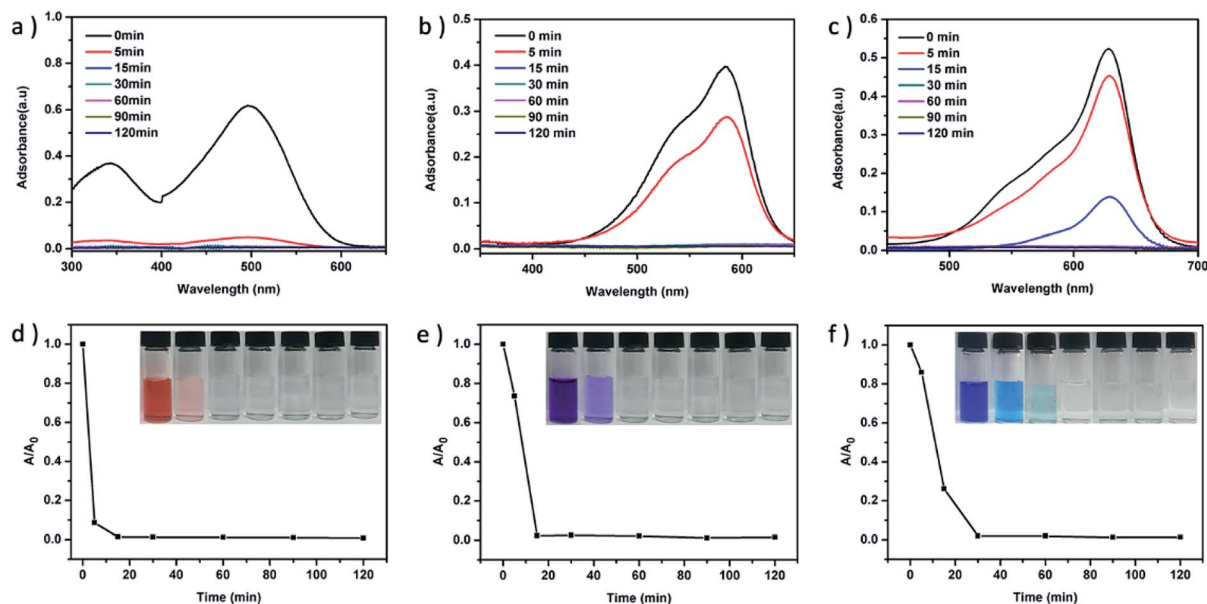 a )
Absorbance(a.u)
1.0
0.8
0.6
0.4
0.2
0.0
0min
5min
15min
30min
60min
90min
120min
300
400
500
600
Wavelength (nm)
b )
Absorbance(a.u)
0.5
0.4
0.3
0.2
0.1
0.0
0 min
5 min
15 min
30 min
60 min
90 min
120 min
400
500
600
Wavelength (nm)
c )
Adsorbance(a.u)
0.5
0.4
0.3
0.2
0.1
0.0
0 min
5 min
15 min
30 min
60 min
90 min
120 min
500
600
700
Wavelength (nm)
d )
A/A0
1.0
0.8
0.6
0.4
0.2
0.0
0
20
40
60
80
100
120
Time (min)
e )
A/A0
1.0
0.8
0.6
0.4
0.2
0.0
0
20
40
60
80
100
120
Time (min)
f )
A/A0
1.0
0.8
0.6
0.4
0.2
0.0
0
20
40
60
80
100
120
Time (min)